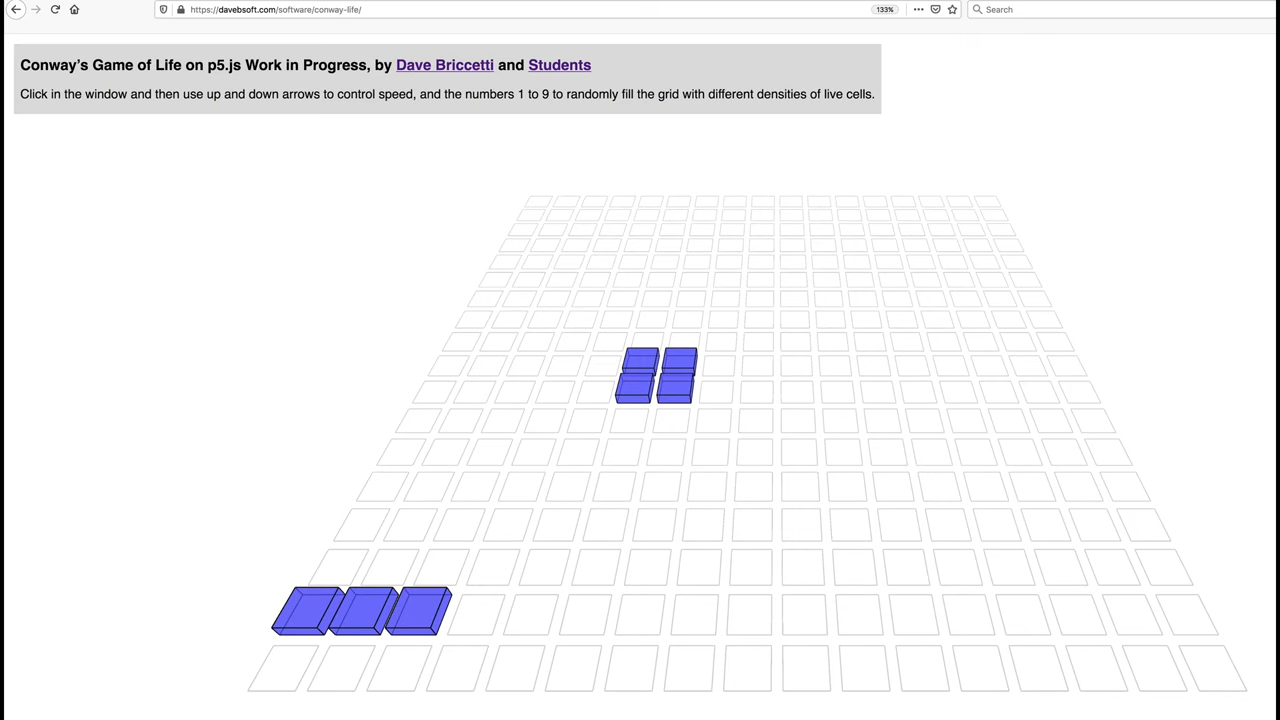 https://davebsoft.com/software/conway-life/
133%
Search
Conway's Game of Life on p5.js Work in Progress, by Dave Briccetti and Students
Click in the window and then use up and down arrows to control speed, and the numbers 1 to 9 to randomly fill the grid with different densities of live cells.